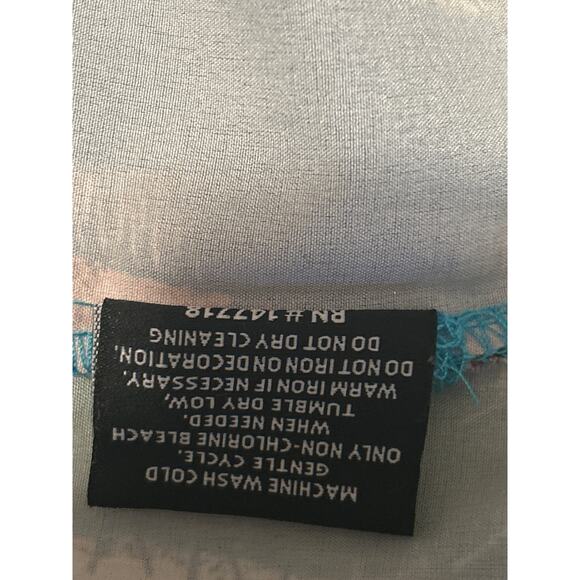 MACHINE WASH COLD
GENTLE CYCLE.
ONLY NON-CHLORINE BLEACH
WHEN NEEDED.
TUMBLE DRY LOW,
WARM IRON IF NECESSARY,
DO NOT IRON ON DECORATION.
DO NOT DRY CLEANING
RN # 147718